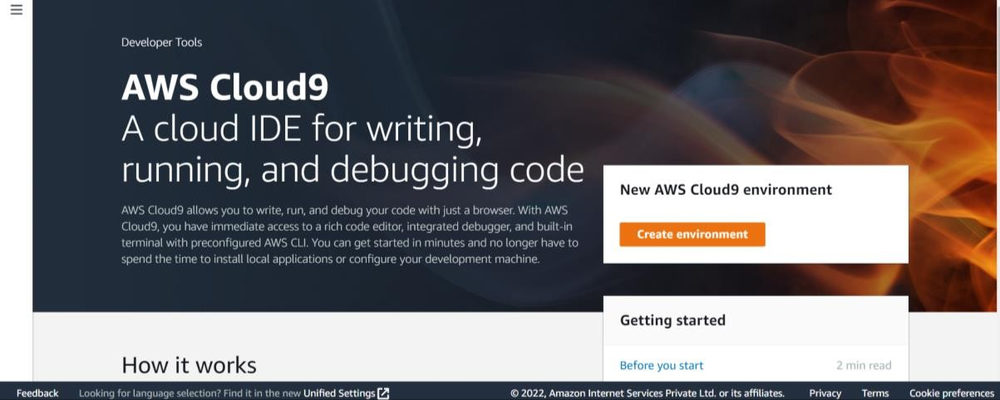 Developer Tools
AWS Cloud9
A cloud IDE for writing,
running, and debugging code
AWS Cloud9 allows you to write, run, and debug your code with just a browser. With AWS
Cloud9, you have immediate access to a rich code editor, integrated debugger, and built-in
terminal with preconfigured AWS CLI. You can get started in minutes and no longer have to
spend the time to install local applications or configure your development machine.
New AWS Cloud9 environment
Create environment
Getting started
Before you start 2 min read
How it works
Feedback Looking for language selection? Find it in the new Unified Settings © 2022, Amazon Internet Services Private Ltd. or its affiliates. Privacy Terms Cookie preferences